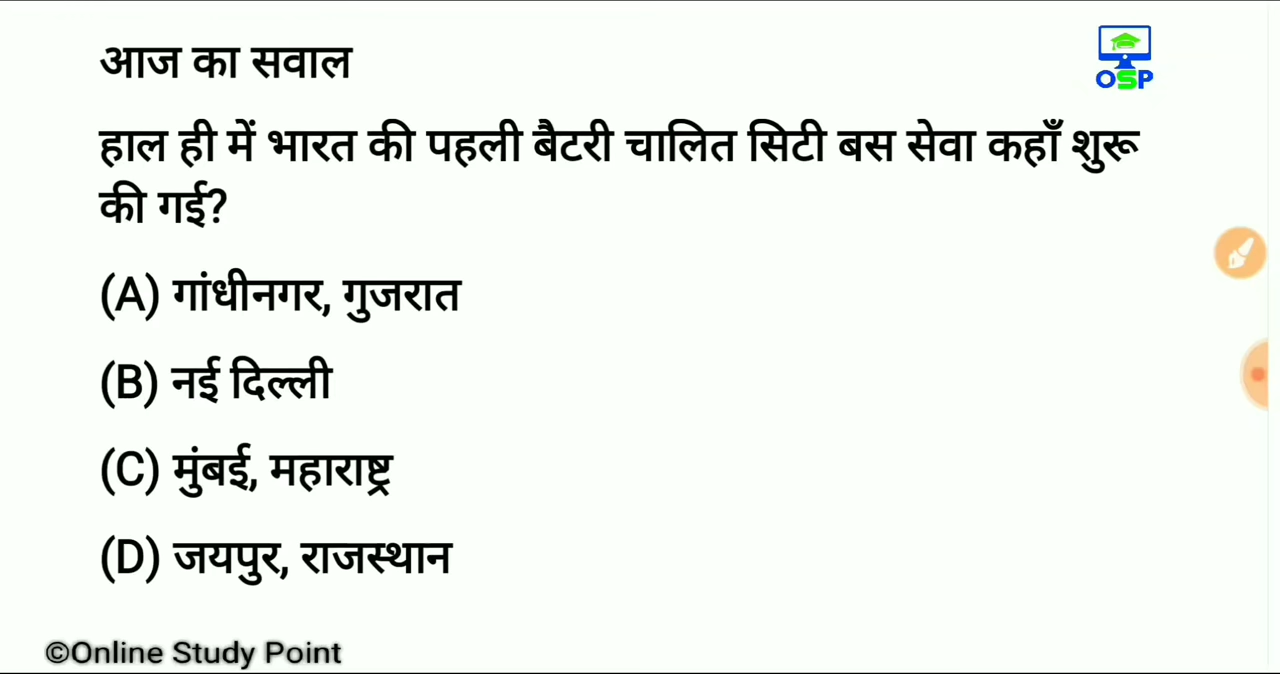 आज का सवाल
OSP
हाल ही में भारत की पहली बैटरी चालित सिटी बस सेवा कहाँ शुरू
की गई?
(A) गांधीनगर, गुजरात
(B) नई दिल्ली
(C) मुंबई, महाराष्ट्र
(D) जयपुर, राजस्थान
©Online Study Point